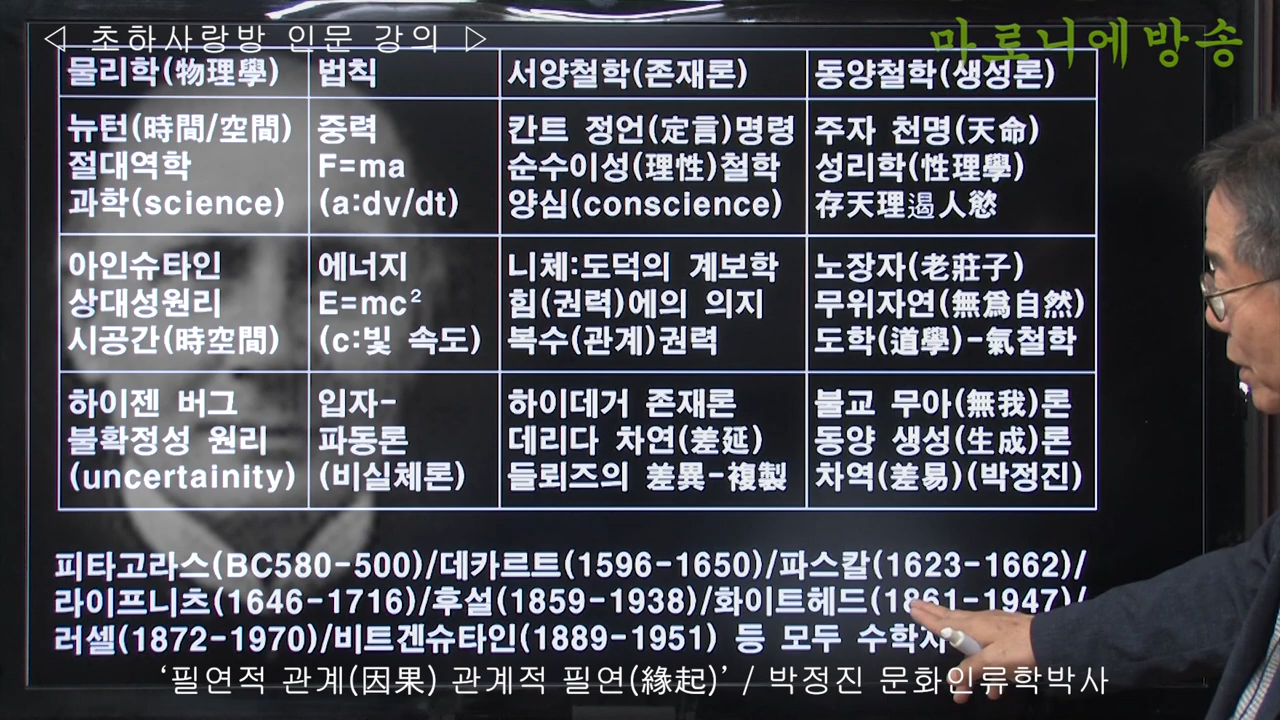 ◁ 초하사랑방 인문 강의 ▷
마로니에방송
물리학(物理學) 법칙 서양철학(존재론) 동양철학(생성론)
뉴턴(時間/空間) 중력 칸트 정언(定言)명령 주자 천명(天命)
절대역학 F=ma 순수이성(理性)철학 성리학(性理學)
과학(science) (a:dv/dt) 양심(conscience) 存天理遏人慾
아인슈타인 에너지 니체:도덕의 계보학 노장자(老莊子)
상대성원리 E=mc² 힘(권력)에의 의지 무위자연(無爲自然)
시공간(時空間) (c:빛 속도) 복수(관계)권력 도학(道學)-氣철학
하이젠 버그 입자- 하이데거 존재론 불교 무아(無我)론
불확정성 원리 파동론 데리다 차연(差延) 동양 생성(生成)론
(uncertainity) (비실체론) 들뢰즈의 差異-複製 차역(差易)(박정진)
피타고라스(BC580-500)/데카르트(1596-1650)/파스칼(1623-1662)/
라이프니츠(1646-1716)/후설(1859-1938)/화이트헤드(1861-1947)/
러셀(1872-1970)/비트겐슈타인(1889-1951) 등 모두 수학자
‘필연적 관계(因果) 관계적 필연(緣起)’ / 박정진 문화인류학박사